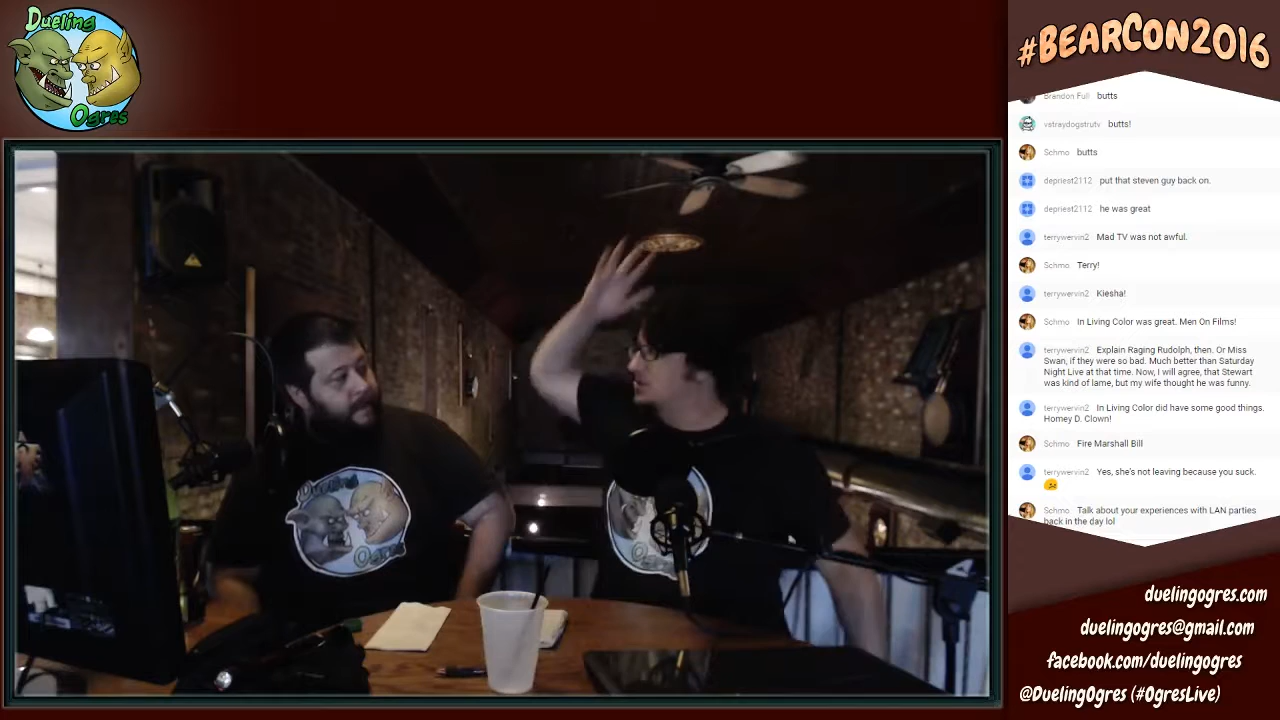 Dueling
Ogres
#BEARCON2016
Brandon Full butts
vstraydogstrutv butts!
Schmo butts
depriest2112 put that steven guy back on.
depriest2112 he was great
terrywervin2 Mad TV was not awful.
Schmo Terry!
terrywervin2 Kiesha!
Schmo In Living Color was great. Men On Films!
terrywervin2 Explain Raging Rudolph, then. Or Miss
Swan, if they were so bad. Much better than Saturday
Night Live at that time. Now, I will agree, that Stewart
was kind of lame, but my wife thought he was funny.
terrywervin2 In Living Color did have some good things.
Homey D. Clown!
Schmo Fire Marshall Bill
terrywervin2 Yes, she's not leaving because you suck.
Schmo Talk about your experiences with LAN parties
back in the day lol
Dueling
Ogres
duelingogres.com
duelingogres@gmail.com
facebook.com/duelingogres
@DuelingOgres (#OgresLive)